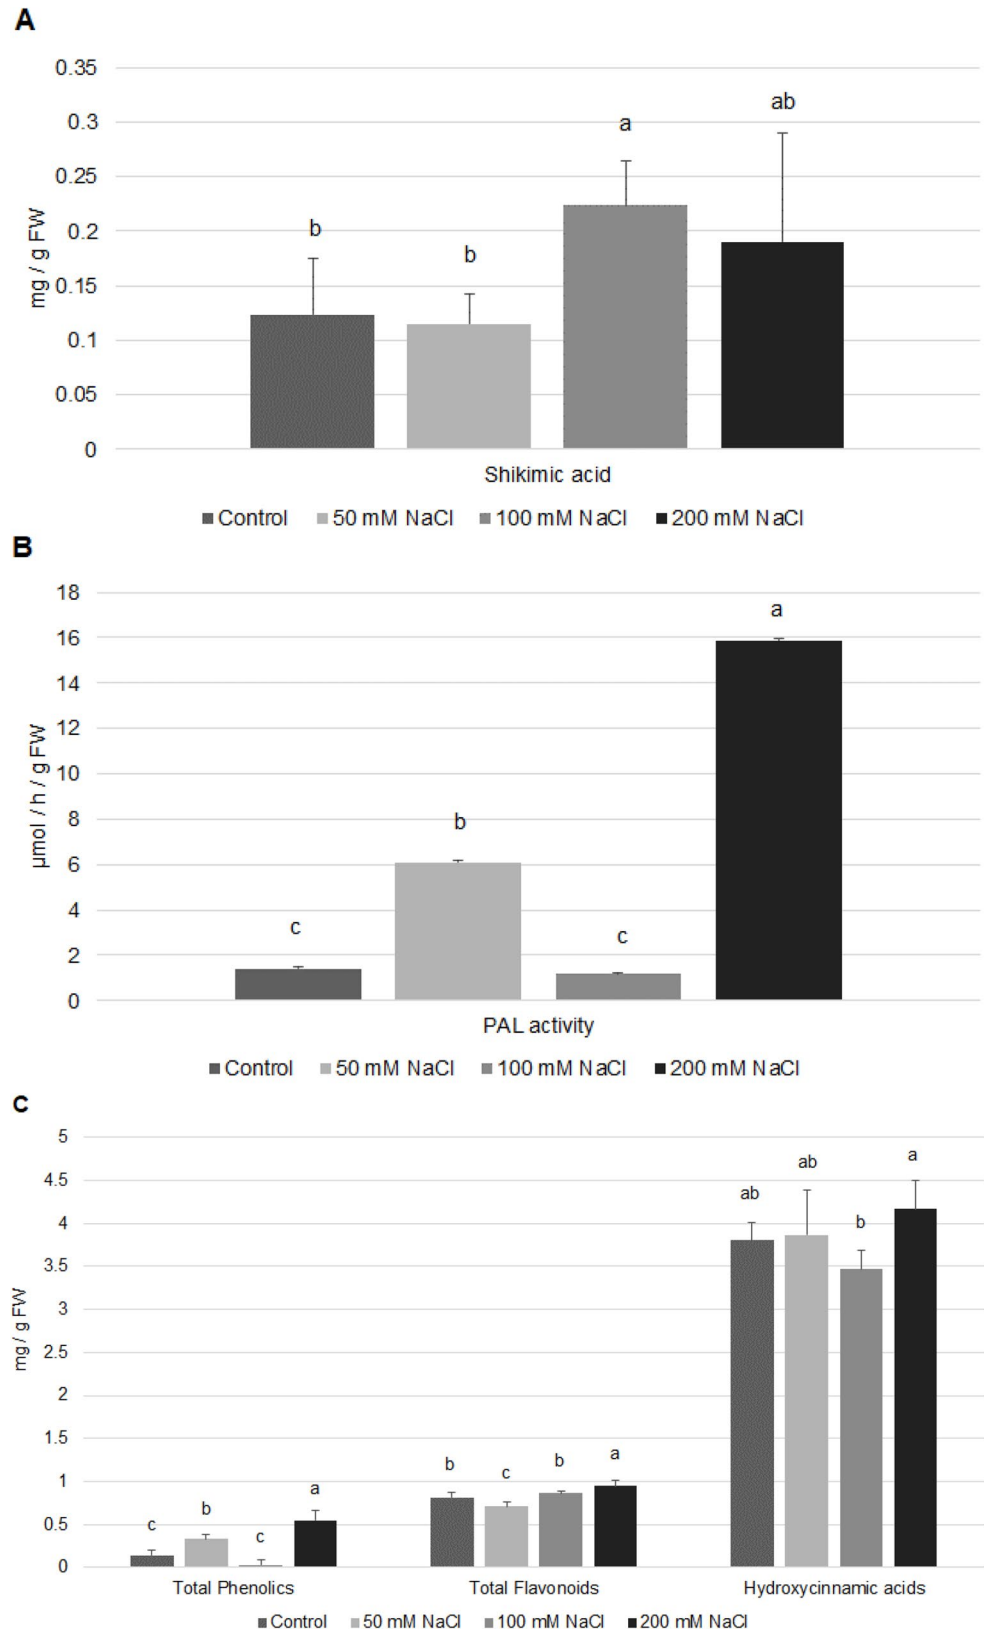 A
0.35
0.3
0.25
0.2
0.15
0.1
0.05
0
mg / g FW
b
b
a
ab
Shikimic acid
Control 50 mM NaCl 100 mM NaCl 200 mM NaCl
B
18
16
14
12
10
8
6
4
2
0
µmol / h / g FW
c
b
c
a
PAL activity
Control 50 mM NaCl 100 mM NaCl 200 mM NaCl
C
5
4.5
4
3.5
3
2.5
2
1.5
1
0.5
0
mg / g FW
c
b
c
a
b
c
b
a
ab
ab
b
a
Total Phenolics Total Flavonoids Hydroxycinnamic acids
Control 50 mM NaCl 100 mM NaCl 200 mM NaCl